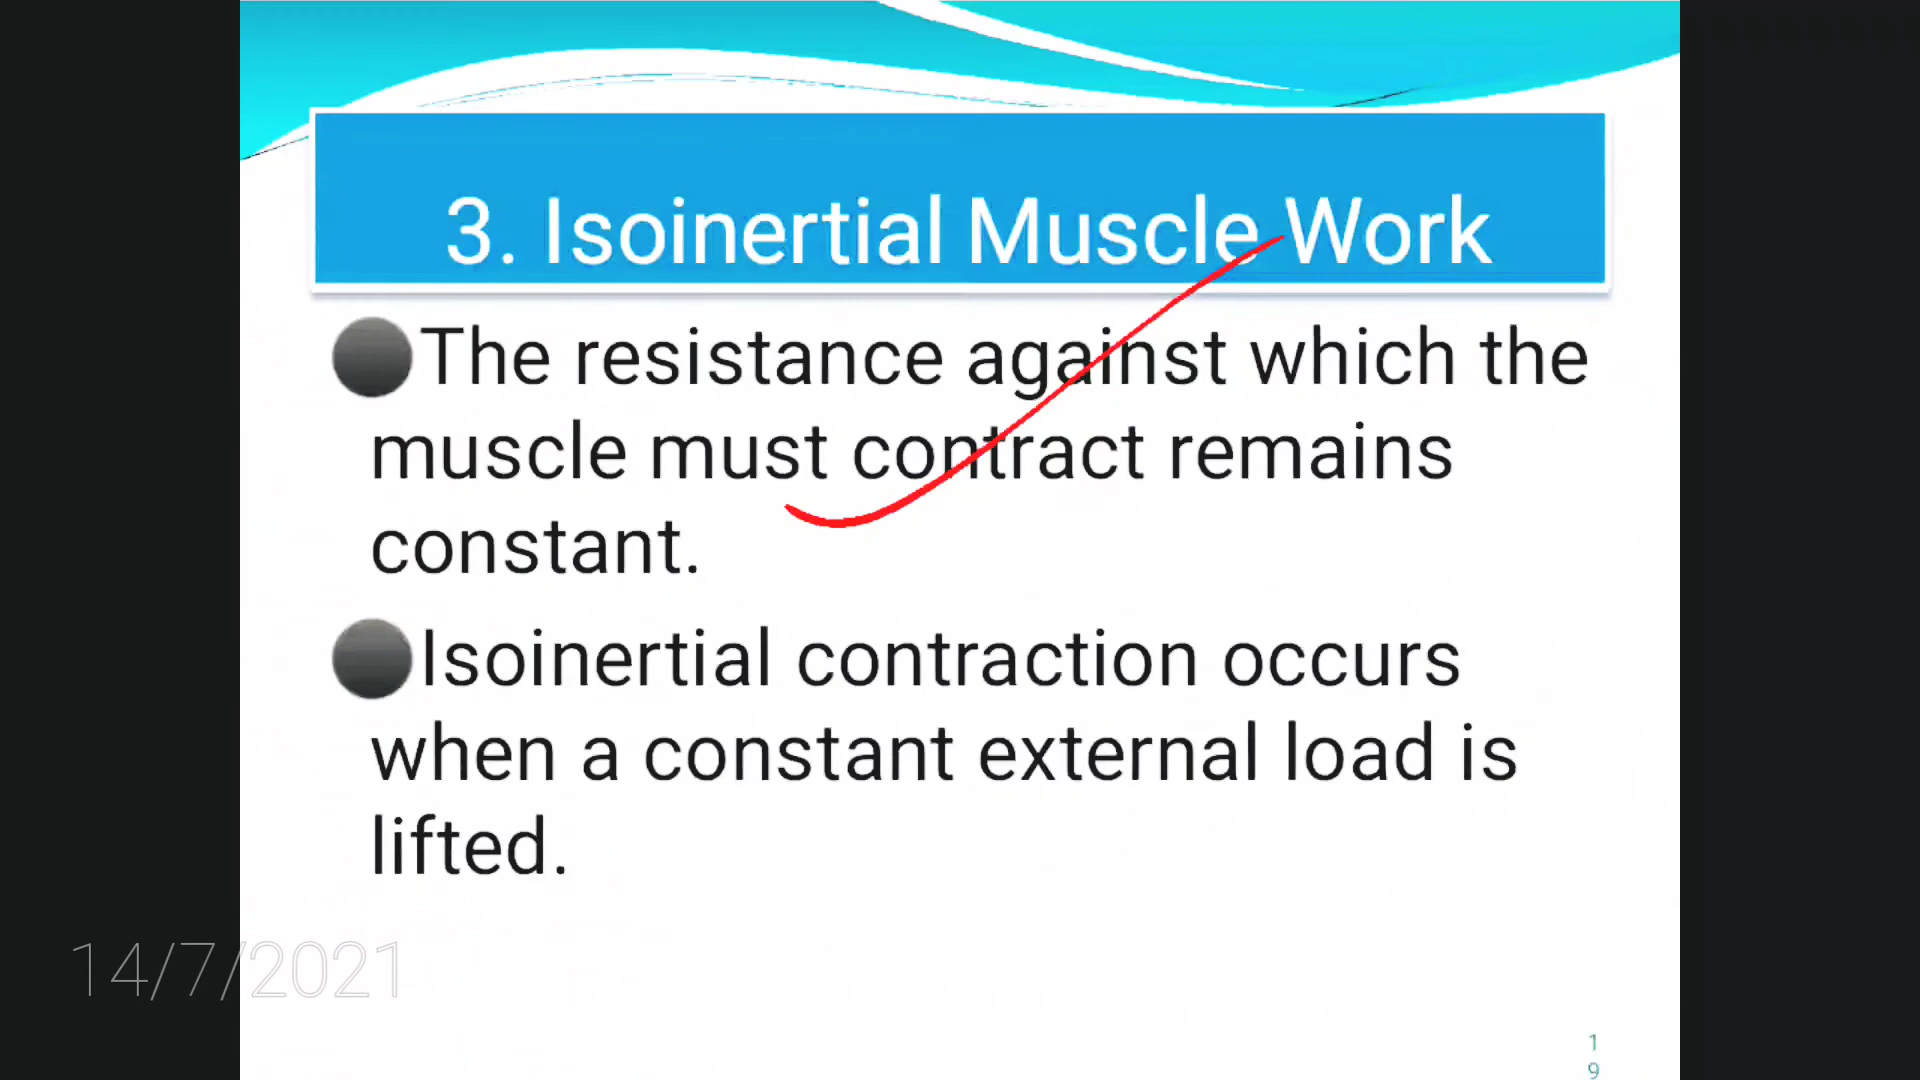 3. Isoinertial Muscle Work
The resistance against which the
muscle must contract remains
constant.
Isoinertial contraction occurs
when a constant external load is
lifted.
14/7/2021
1
9